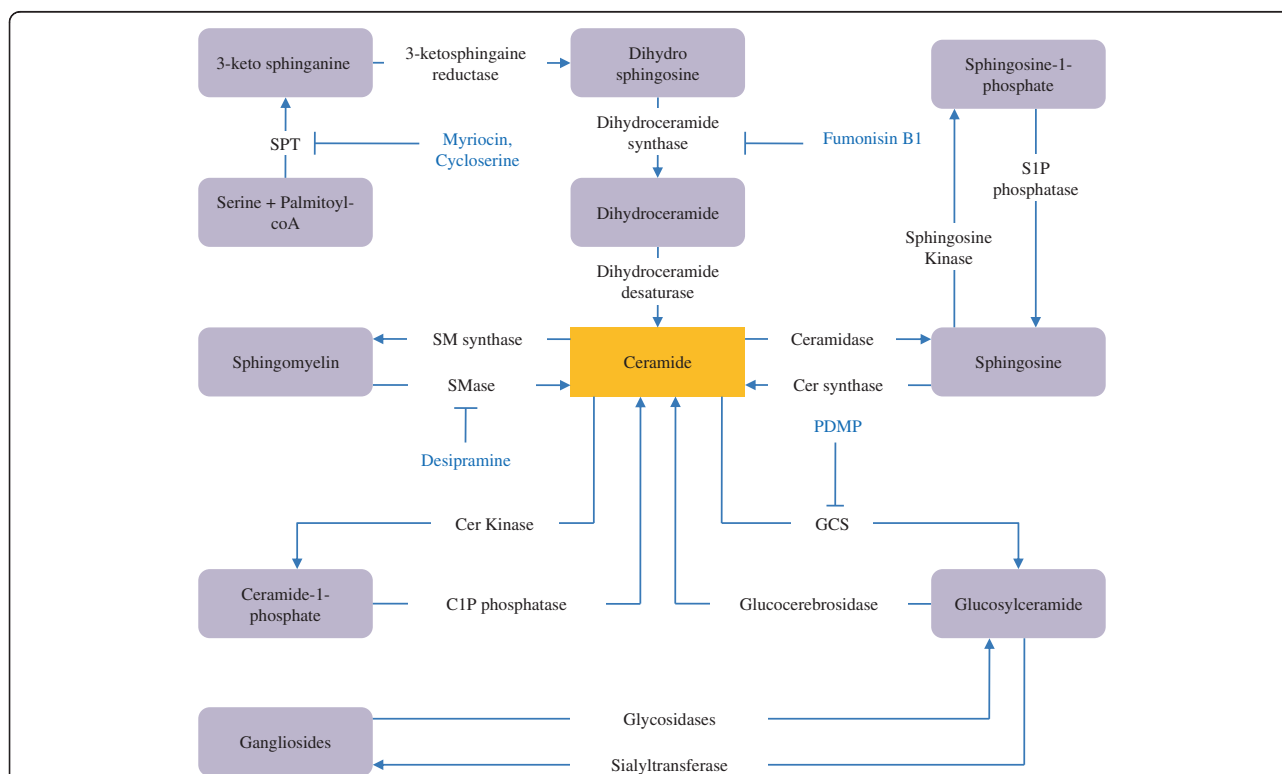 3-keto sphinganine
3-ketosphingaine
reductase
Dihydro
sphingosine
Sphingosine-1-
phosphate
SPT
Myriocin,
Cycloserine
Dihydroceramide
synthase
Fumonisin B1
S1P
phosphatase
Serine + Palmitoyl-
coA
Dihydroceramide
Sphingosine
Kinase
Dihydroceramide
desaturase
Sphingomyelin
SM synthase
SMase
Ceramide
Ceramidase
Cer synthase
Sphingosine
Desipramine
PDMP
Cer Kinase
GCS
Ceramide-1-
phosphate
C1P phosphatase
Glucocerebrosidase
Glucosylceramide
Gangliosides
Glycosidases
Sialyltransferase